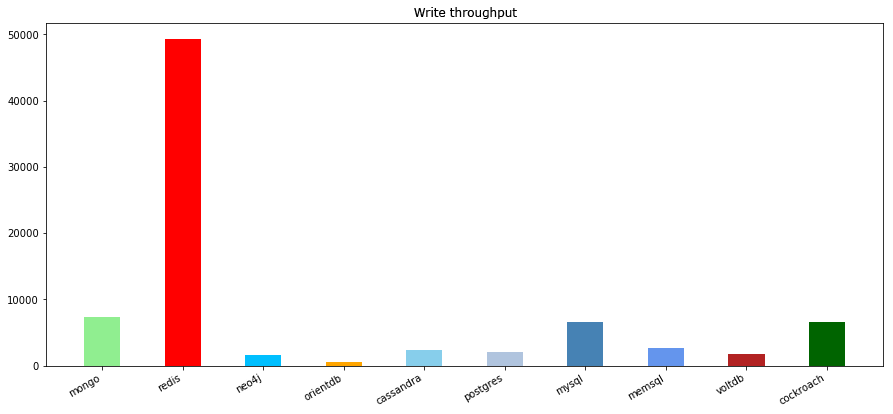 Write throughput
50000
40000
30000
20000
10000
0
mongo
redis
neo4j
orientdb
cassandra
postgres
mysql
memsql
voltdb
cockroach